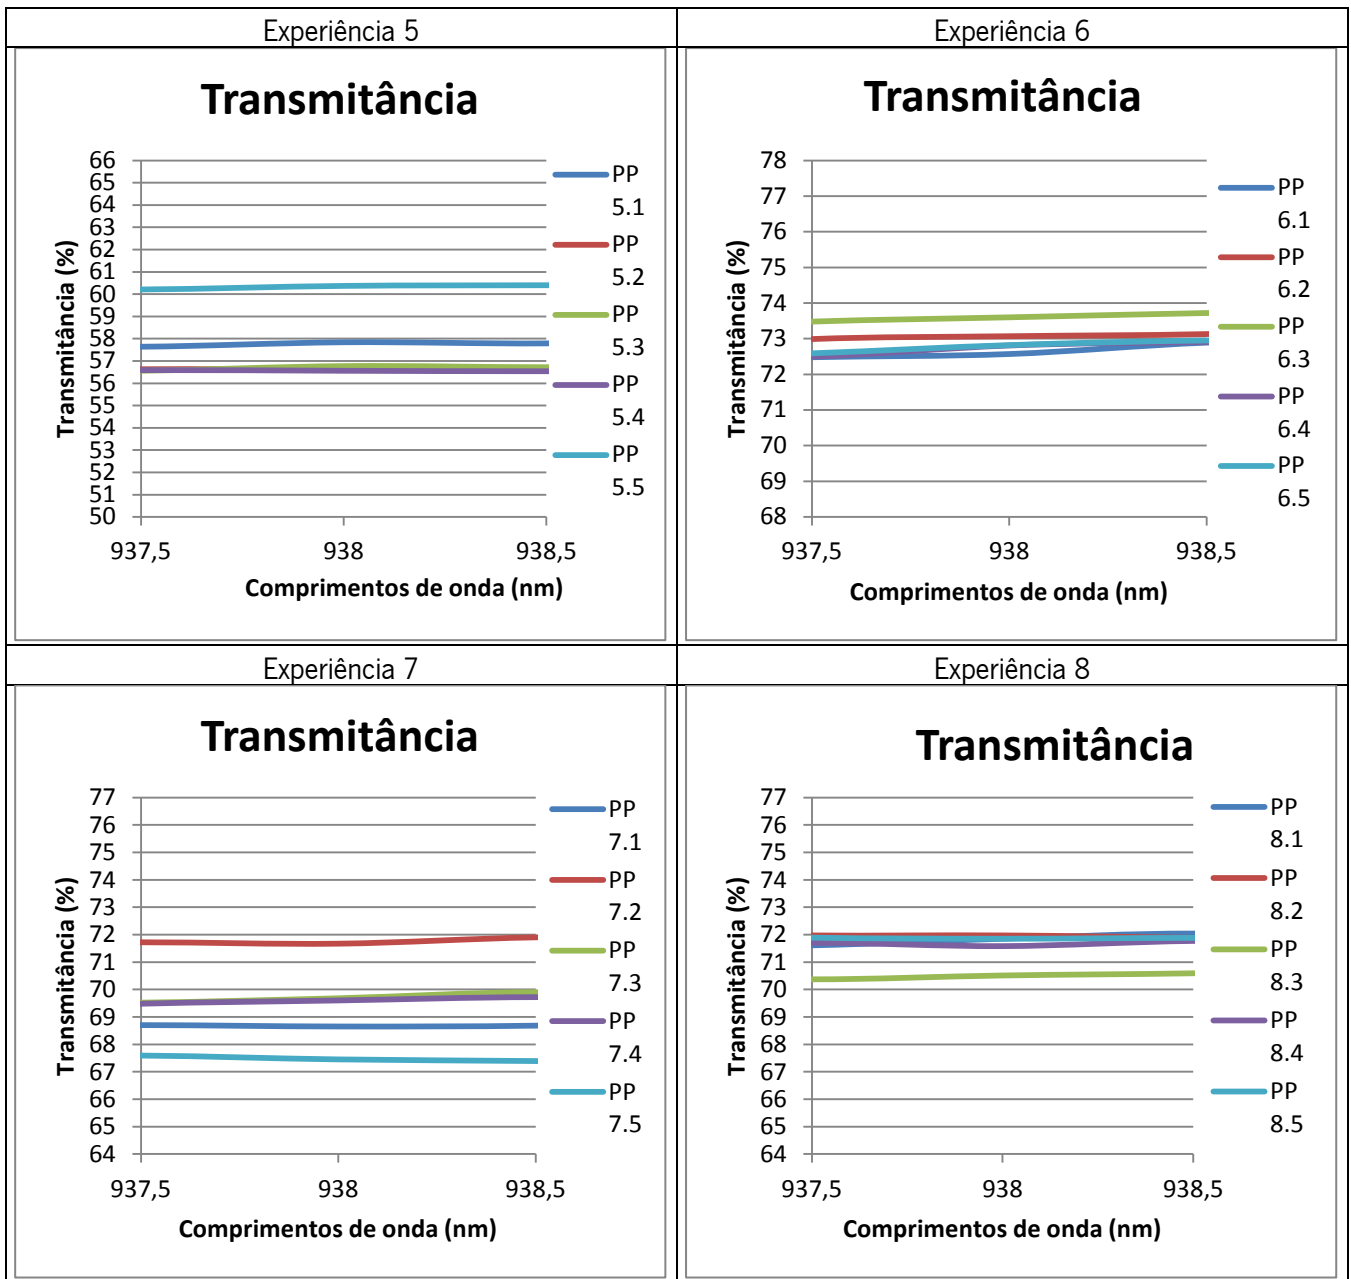 Experiência 5
Transmitância
Transmitância (%)
66
65
64
63
62
61
60
59
58
57
56
55
54
53
52
51
50
937,5
938
938,5
Comprimentos de onda (nm)
PP
5.1
PP
5.2
PP
5.3
PP
5.4
PP
5.5
Experiência 6
Transmitância
Transmitância (%)
78
77
76
75
74
73
72
71
70
69
68
937,5
938
938,5
Comprimentos de onda (nm)
PP
6.1
PP
6.2
PP
6.3
PP
6.4
PP
6.5
Experiência 7
Transmitância
Transmitância (%)
77
76
75
74
73
72
71
70
69
68
67
66
65
64
937,5
938
938,5
Comprimentos de onda (nm)
PP
7.1
PP
7.2
PP
7.3
PP
7.4
PP
7.5
Experiência 8
Transmitância
Transmitância (%)
77
76
75
74
73
72
71
70
69
68
67
66
65
64
937,5
938
938,5
Comprimentos de onda (nm)
PP
8.1
PP
8.2
PP
8.3
PP
8.4
PP
8.5